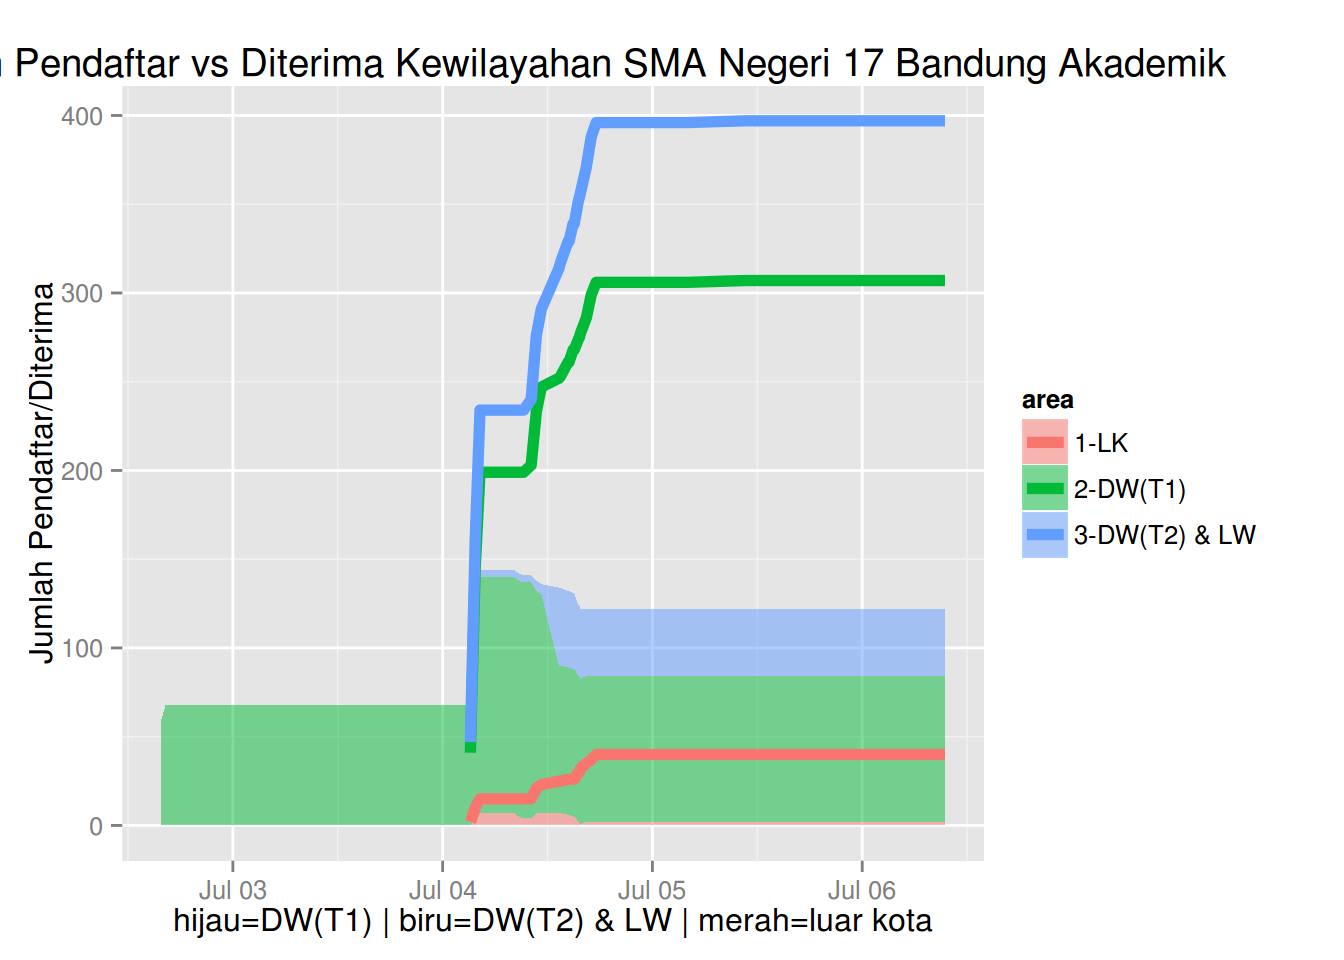 Pendaftar vs Diterima Kewilayahan SMA Negeri 17 Bandung Akademik
Jumlah Pendaftar/Diterima
400
300
200
100
0
Jul 03
Jul 04
Jul 05
Jul 06
hijau=DW(T1) | biru=DW(T2) & LW | merah=luar kota
area
1-LK
2-DW(T1)
3-DW(T2) & LW